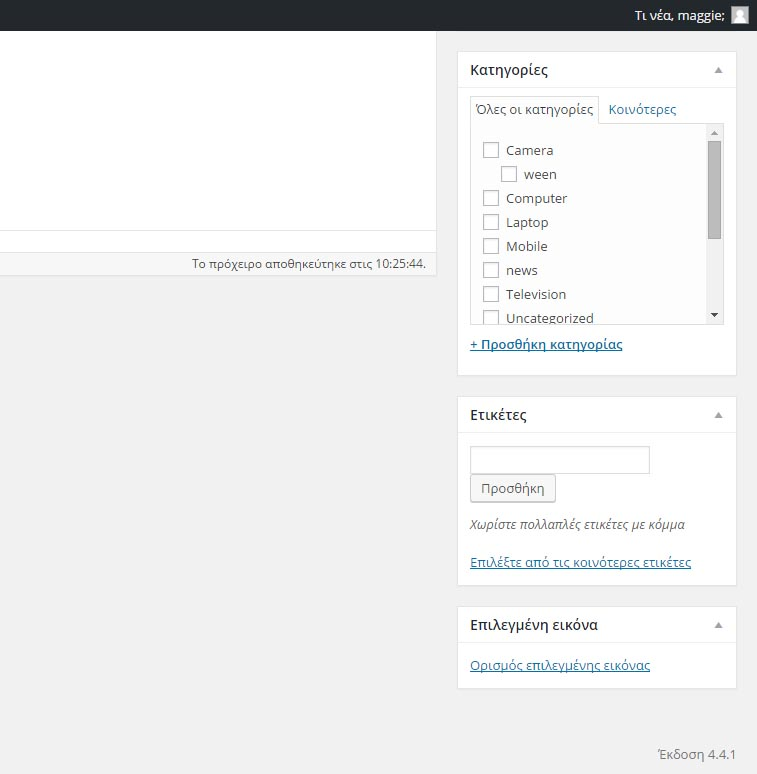 Τι νέα, maggie;
Κατηγορίες
Όλες οι κατηγορίες Κοινότερες
Camera
ween
Computer
Laptop
Mobile
news
Television
Uncategorized
+ Προσθήκη κατηγορίας
Το πρόχειρο αποθηκεύτηκε στις 10:25:44.
Ετικέτες
Προσθήκη
Χωρίστε πολλαπλές ετικέτες με κόμμα
Επιλέξτε από τις κοινότερες ετικέτες
Επιλεγμένη εικόνα
Ορισμός επιλεγμένης εικόνας
Έκδοση 4.4.1